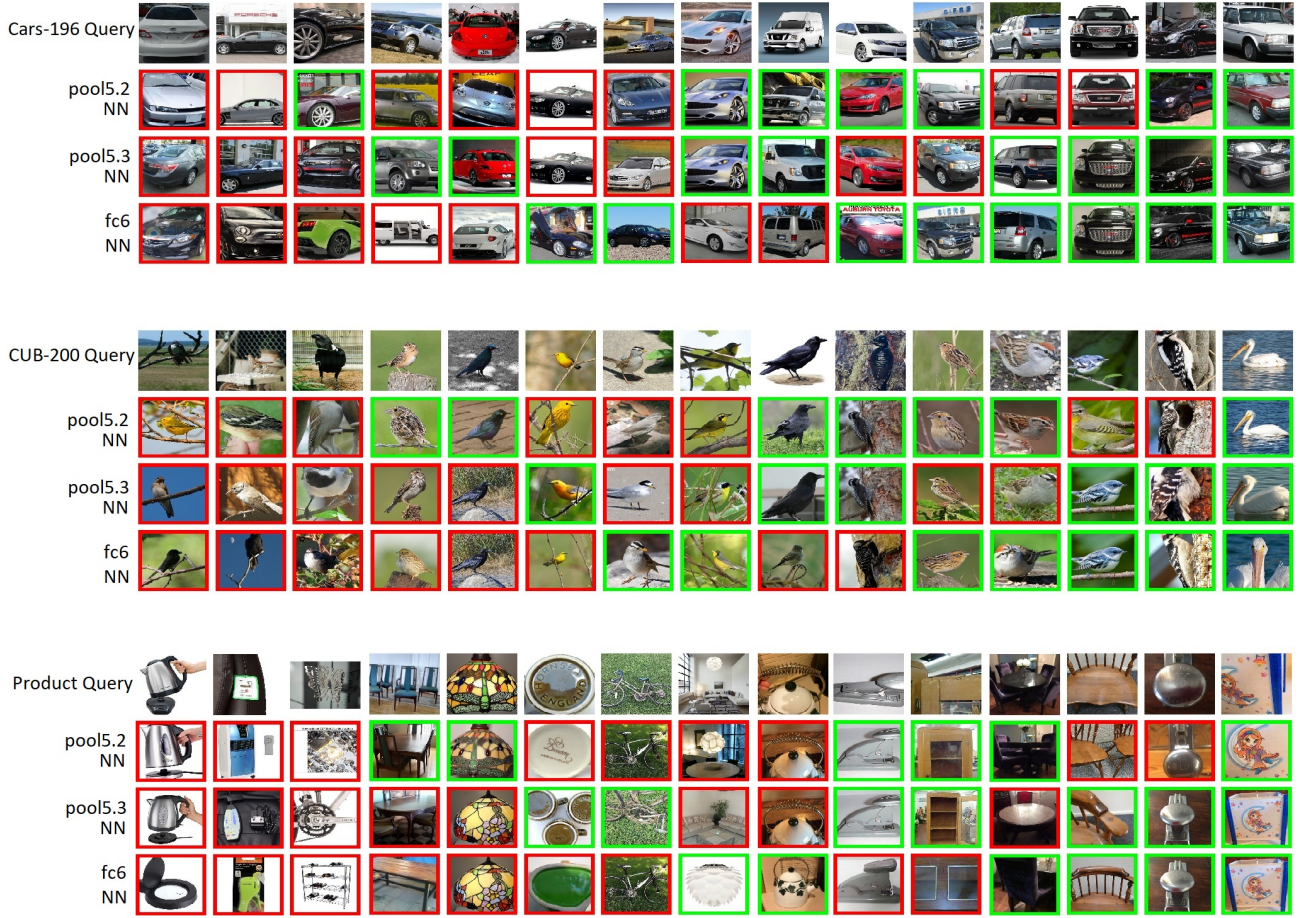 Cars-196 Query
PORSCHE
pool5.2
NN
pool5.3
NN
fc6
NN
CUB-200 Query
pool5.2
NN
pool5.3
NN
fc6
NN
Product Query
pool5.2
NN
pool5.3
NN
fc6
NN